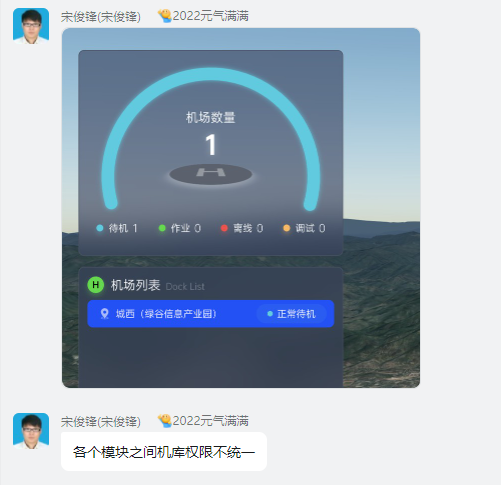 宋俊锋(宋俊锋) 2022元气满满
机场数量
1
待机 1 作业 0 离线 0 调试 0
H 机场列表 Dock List
城西（绿谷信息产业园） 正常待机
宋俊锋(宋俊锋) 2022元气满满
各个模块之间机库权限不统一